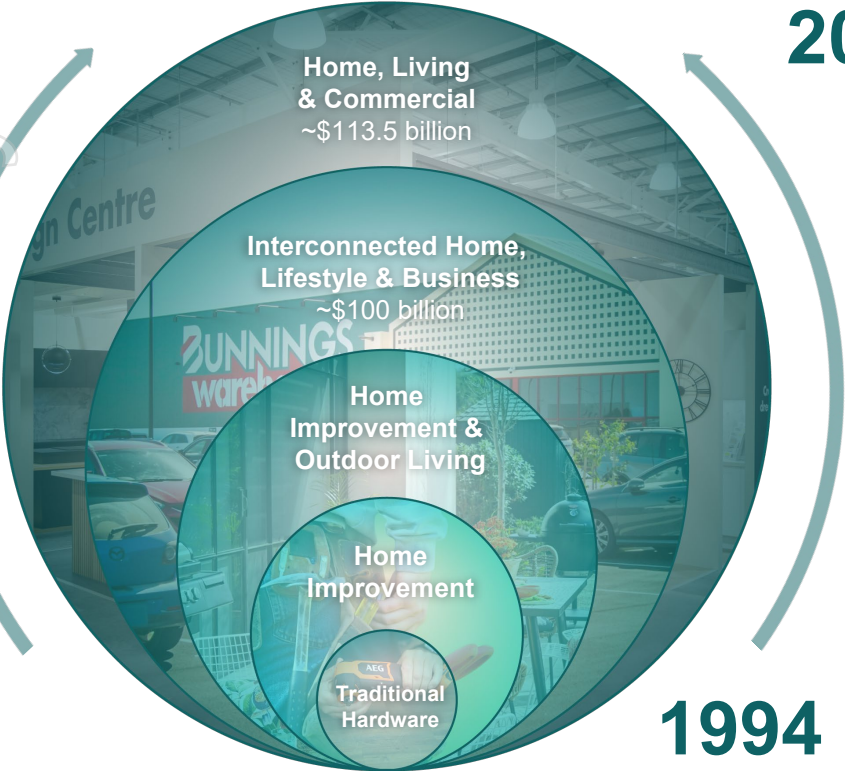 20
Home, Living
& Commercial
~$113.5 billion
gn Centre
Interconnected Home,
Lifestyle & Business
~$100 billion
BUNNINGS
wareh
Home
Improvement &
Outdoor Living
Home
Improvement
AEG
Traditional
Hardware
1994